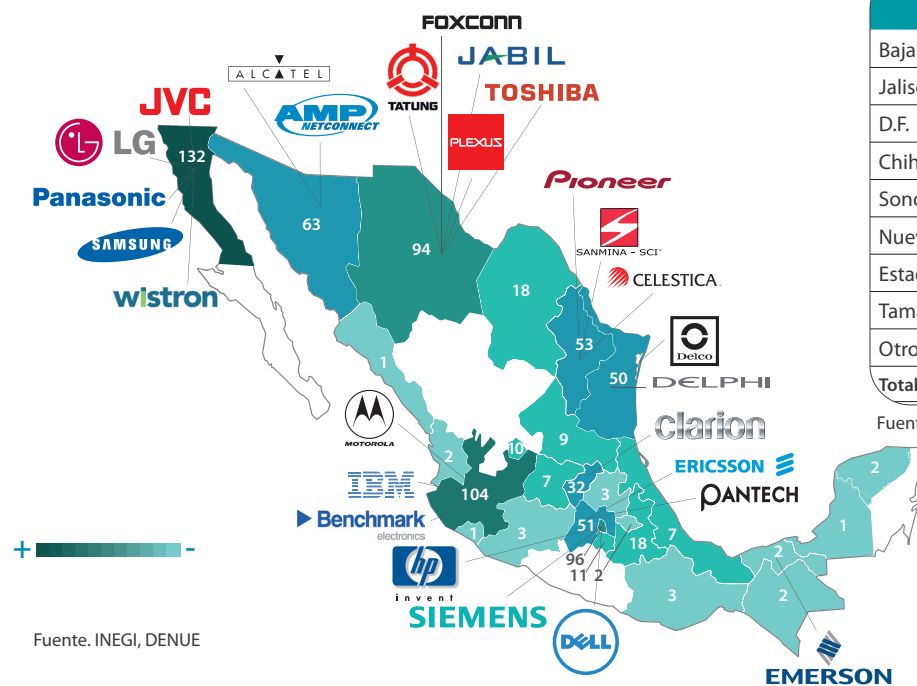 FOXCONN
JABIL
ALCATEL
TATUNG
TOSHIBA
JVC
AMP
NETCONNECT
PLEXUS
LG
132
Panasonic
SAMSUNG
wistron
63
94
18
Pioneer
SANMINA - SCI
CELESTICA
53
50
Delco
DELPHI
1
MOTOROLA
2
10
9
clarion
IBM
104
7
32
3
ERICSSON
PANTECH
Benchmark
electronics
1
3
51
18
7
96
11
2
hp
invent
SIEMENS
DELL
3
2
1
2
2
EMERSON
+
-
Fuente. INEGI, DENUE
Baja
Jalis
D.F.
Chih
Sono
Nuev
Estad
Tama
Otro
Total
Fuent